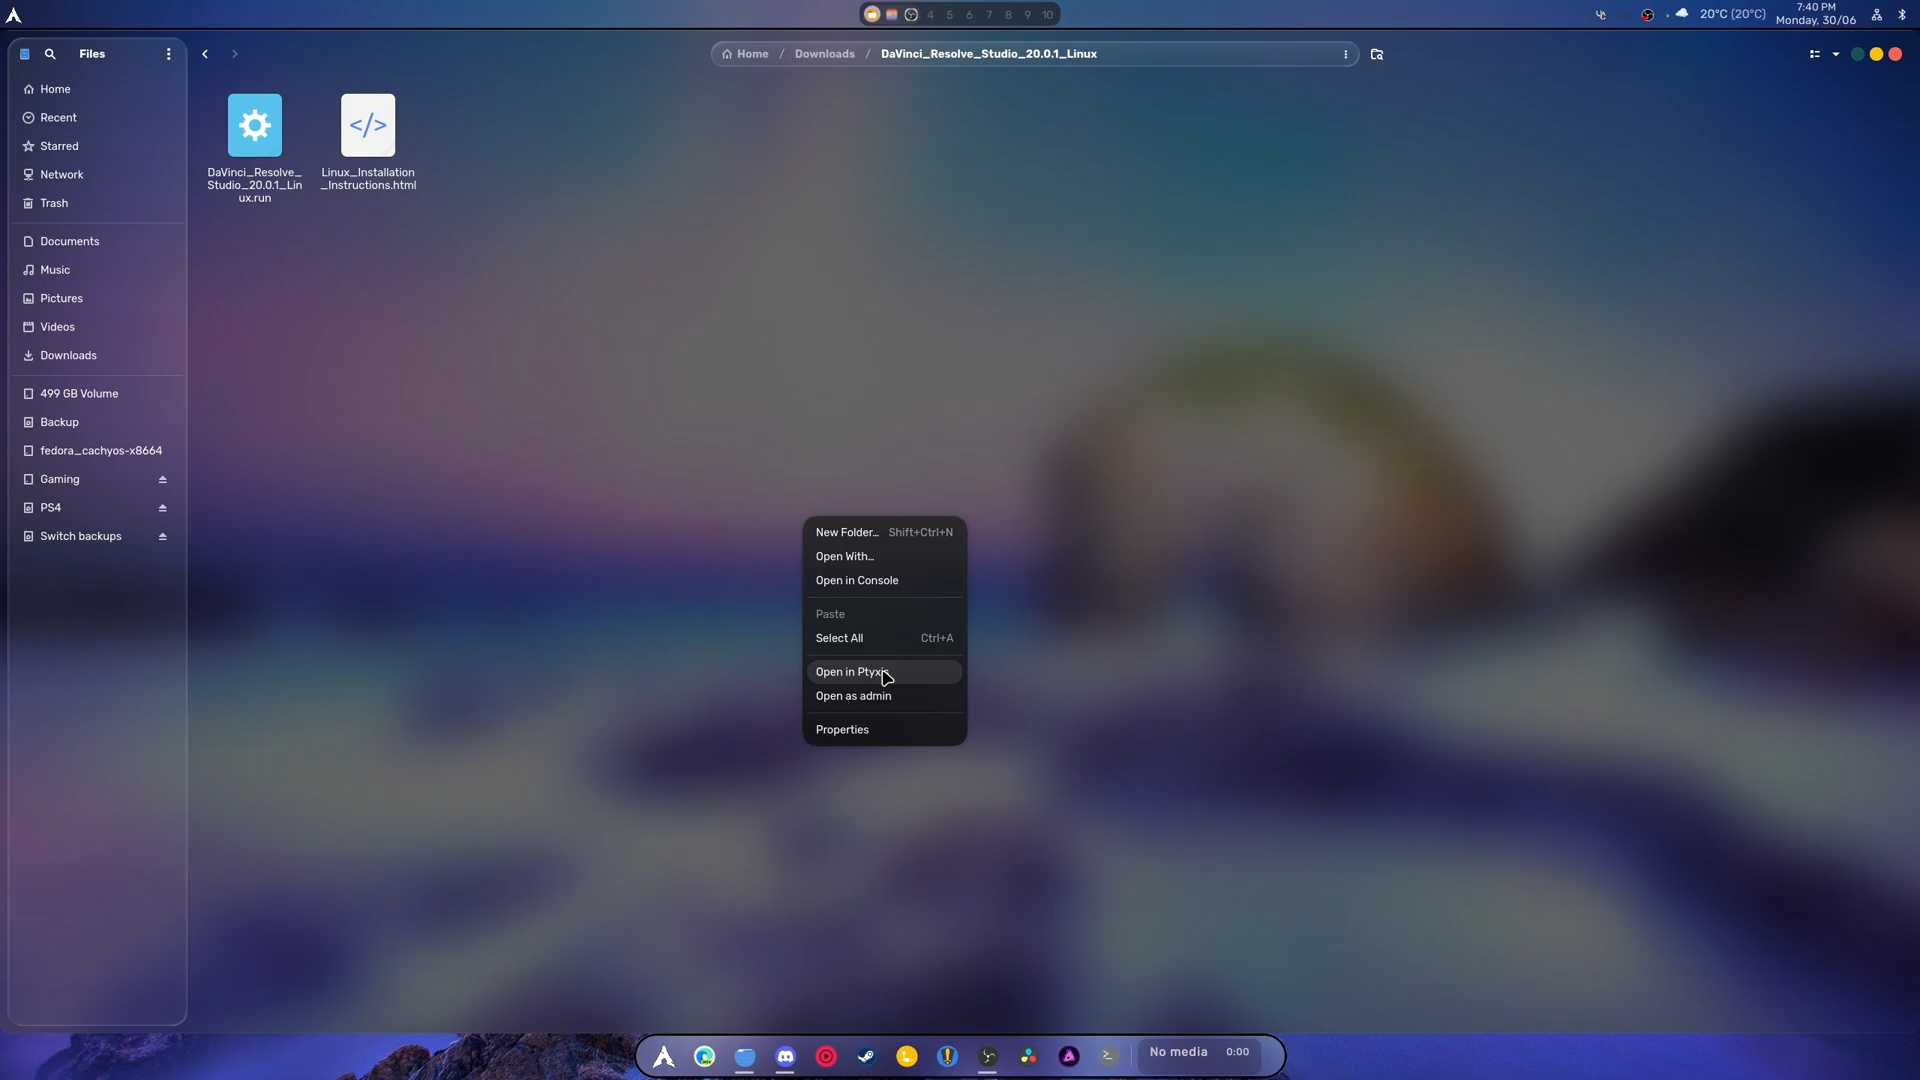 4 5 6 7 8 9 10
20°C (20°C)
7:40 PM
Monday, 30/06
Files
Home / Downloads / DaVinci_Resolve_Studio_20.0.1_Linux
Home
Recent
Starred
Network
Trash
Documents
Music
Pictures
Videos
Downloads
499 GB Volume
Backup
fedora_cachyos-x8664
Gaming
PS4
Switch backups
DaVinci_Resolve_
Studio_20.0.1_Lin
ux.run
</>
Linux_Installation
_Instructions.html
New Folder... Shift+Ctrl+N
Open With...
Open in Console
Paste
Select All Ctrl+A
Open in Ptyxis
Open as admin
Properties
No media 0:00